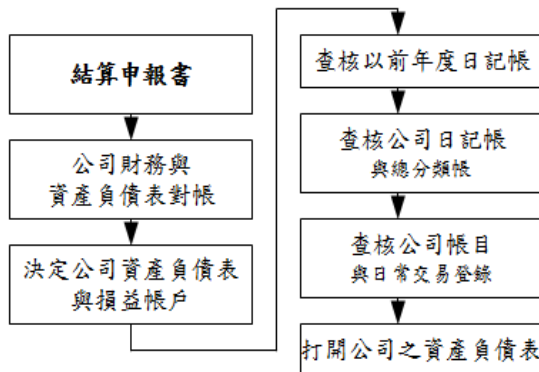 結算申報書
公司財務與
資產負債表對帳
決定公司資產負債表
與損益帳戶
查核以前年度日記帳
查核公司日記帳
與總分類帳
查核公司帳目
與日常交易登錄
打開公司之資產負債表